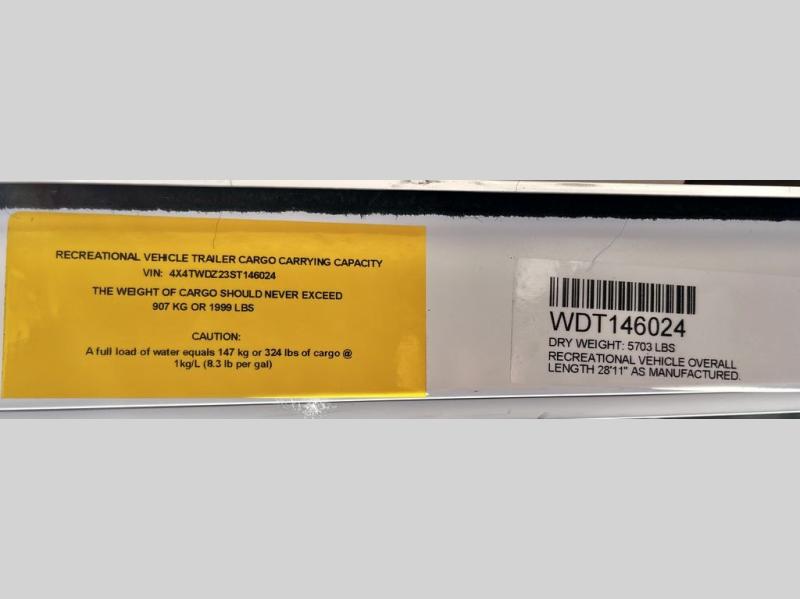 RECREATIONAL VEHICLE TRAILER CARGO CARRYING CAPACITY
VIN: 4X4TWDZ23ST146024
THE WEIGHT OF CARGO SHOULD NEVER EXCEED
907 KG OR 1999 LBS
CAUTION:
A full load of water equals 147 kg or 324 lbs of cargo @
1kg/L (8.3 lb per gal)
WDT146024
DRY WEIGHT: 5703 LBS
RECREATIONAL VEHICLE OVERALL
LENGTH 28'11" AS MANUFACTURED.